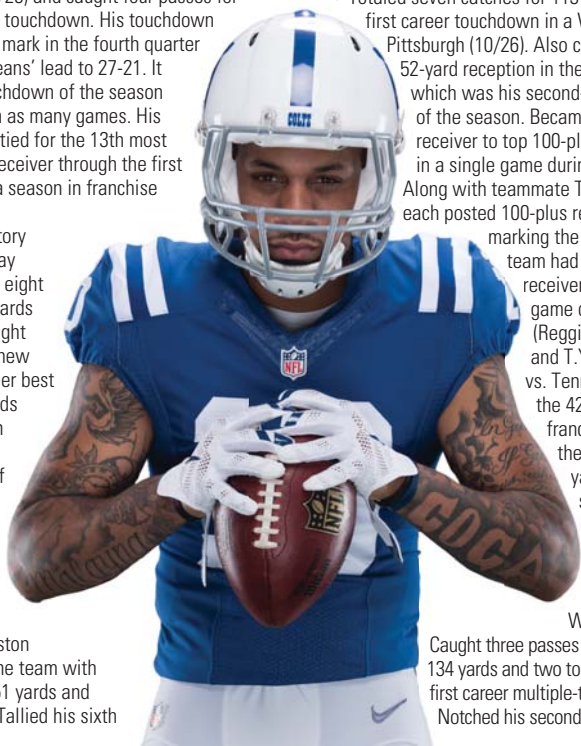 and caught four passes for
touchdown. His touchdown
mark in the fourth quarter
eans' lead to 27-21. It
chdown of the season
as many games. His
tied for the 13th most
eceiver through the first
a season in franchise
tory
ay
eight
ards
ght
new
er best
ds
ston
ne team with
51 yards and
Tallied his sixth
COLTS
NFL
NFL
COCA
Totaled seven catches for
first career touchdown in a V
Pittsburgh (10/26). Also c
52-yard reception in the
which was his second
of the season. Becam
receiver to top 100-pl
in a single game durin
Along with teammate T
each posted 100-plus re
marking the
team had
receiver
game
(Reggi
and T.Y
vs. Tenn
the 42
franc
the
ya
s
W
Caught three passes
134 yards and two to
first career multiple-t
Notched his second